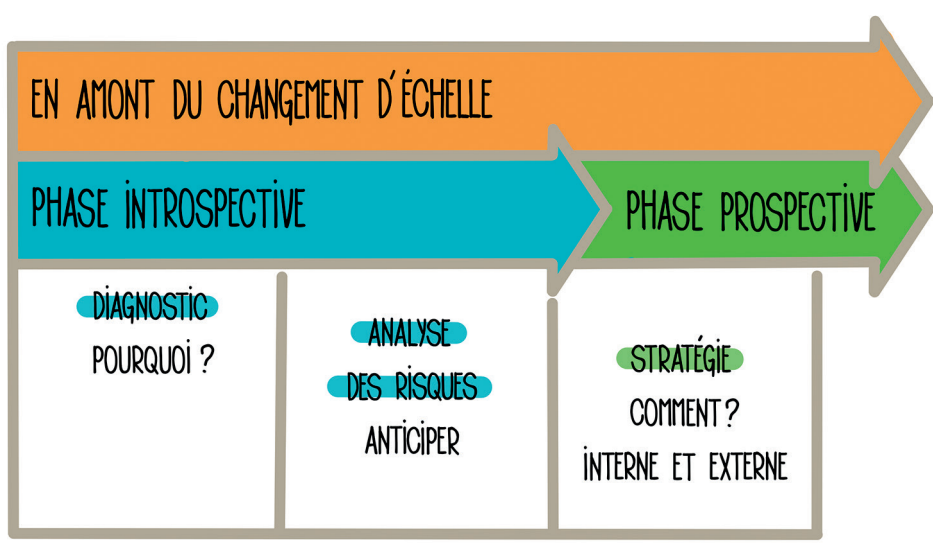 EN AMONT DU CHANGEMENT D'ÉCHELLE
PHASE INTROSPECTIVE
PHASE PROSPECTIVE
DIAGNOSTIC
POURQUOI ?
ANALYSE
DES RISQUES
ANTICIPER
STRATÉGIE
COMMENT ?
INTERNE ET EXTERNE